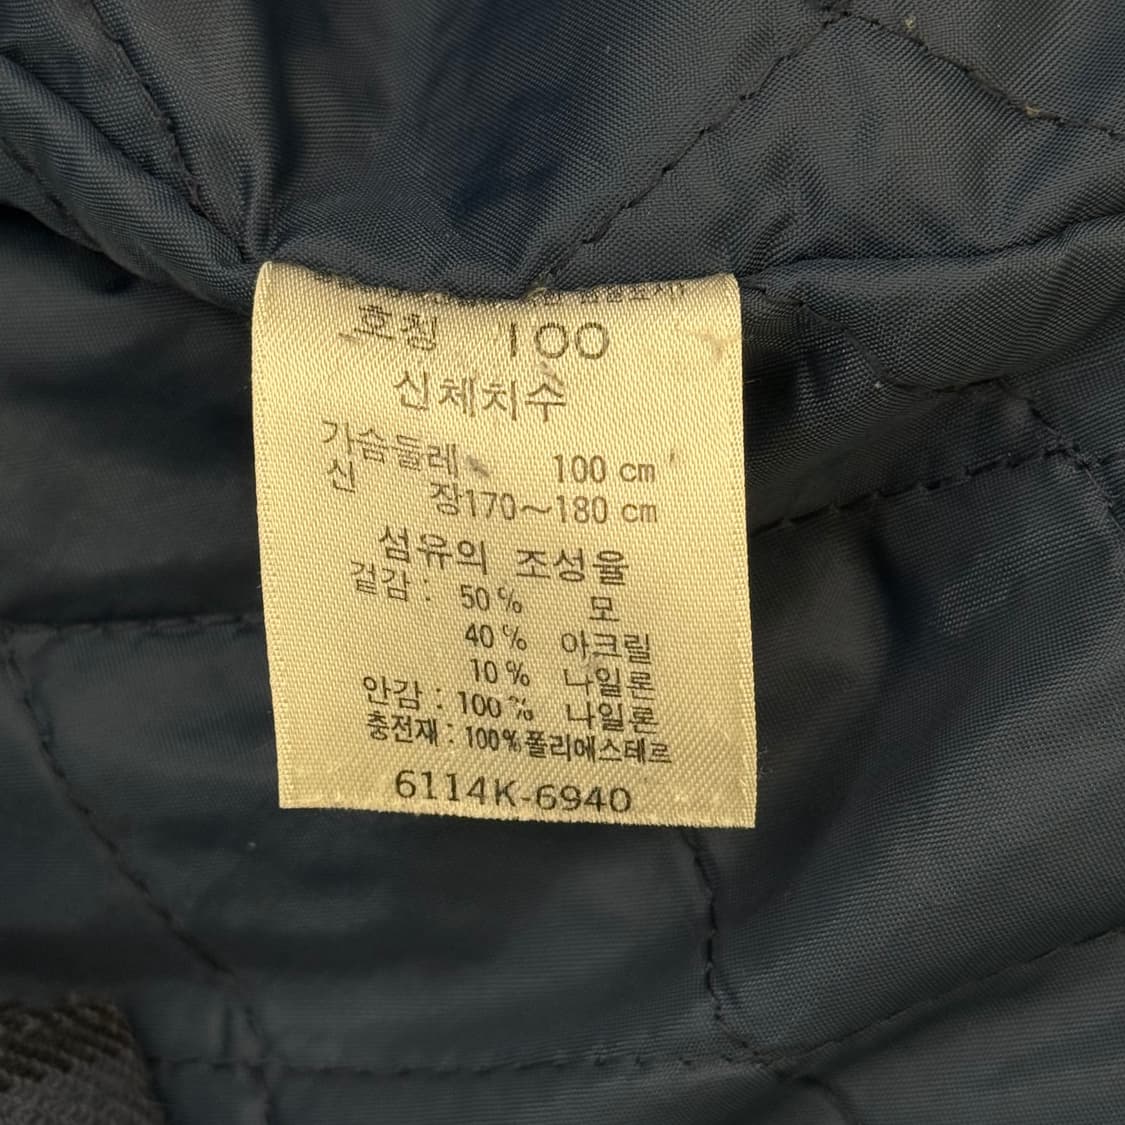 호칭 100
신체치수
가슴둘레 100 cm
신 장170~180 cm
섬유의 조성율
겉감 : 50% 모
40% 아크릴
10% 나일론
안감 : 100% 나일론
충전재 : 100% 폴리에스테르
6114K-6940